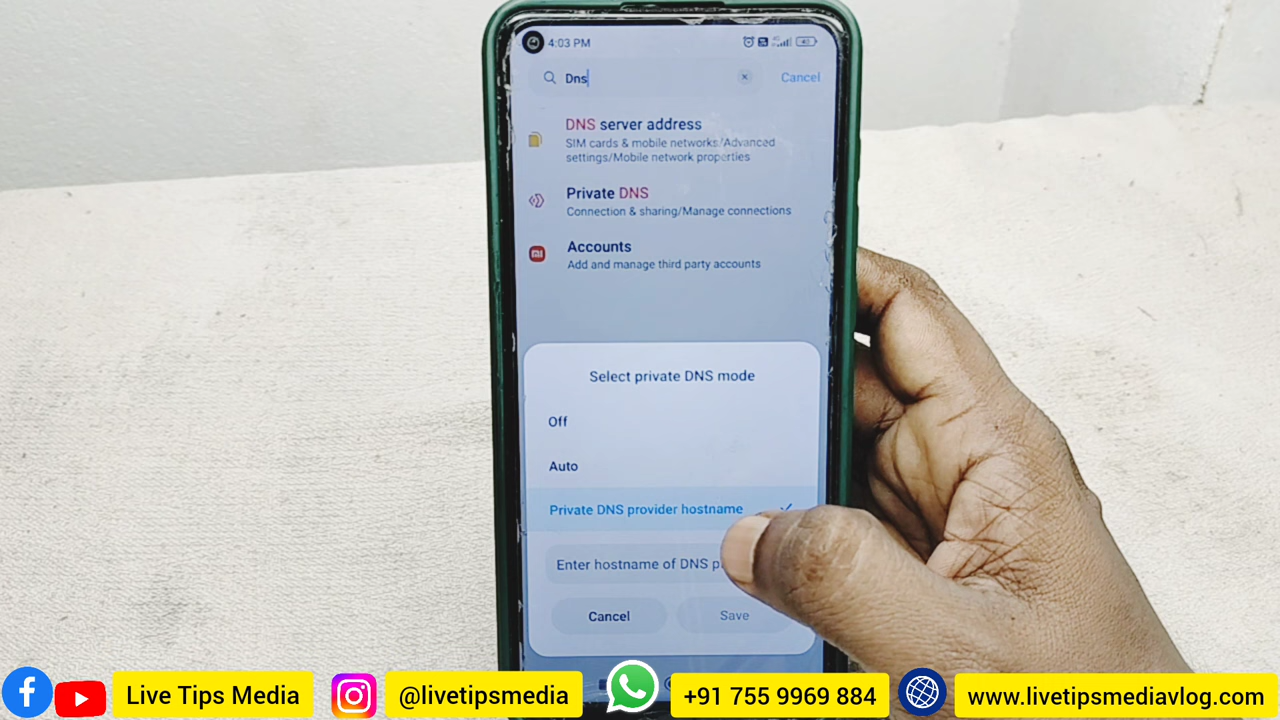 4:03 PM
Dns
Cancel
DNS server address
SIM cards & mobile networks/Advanced
settings/Mobile network properties
Private DNS
Connection & sharing/Manage connections
Accounts
Add and manage third party accounts
Select private DNS mode
Off
Auto
Private DNS provider hostname
Enter hostname of DNS
Cancel
Save
Live Tips Media
@livetipsmedia
+91 755 9969 884
www.livetipsmediavlog.com